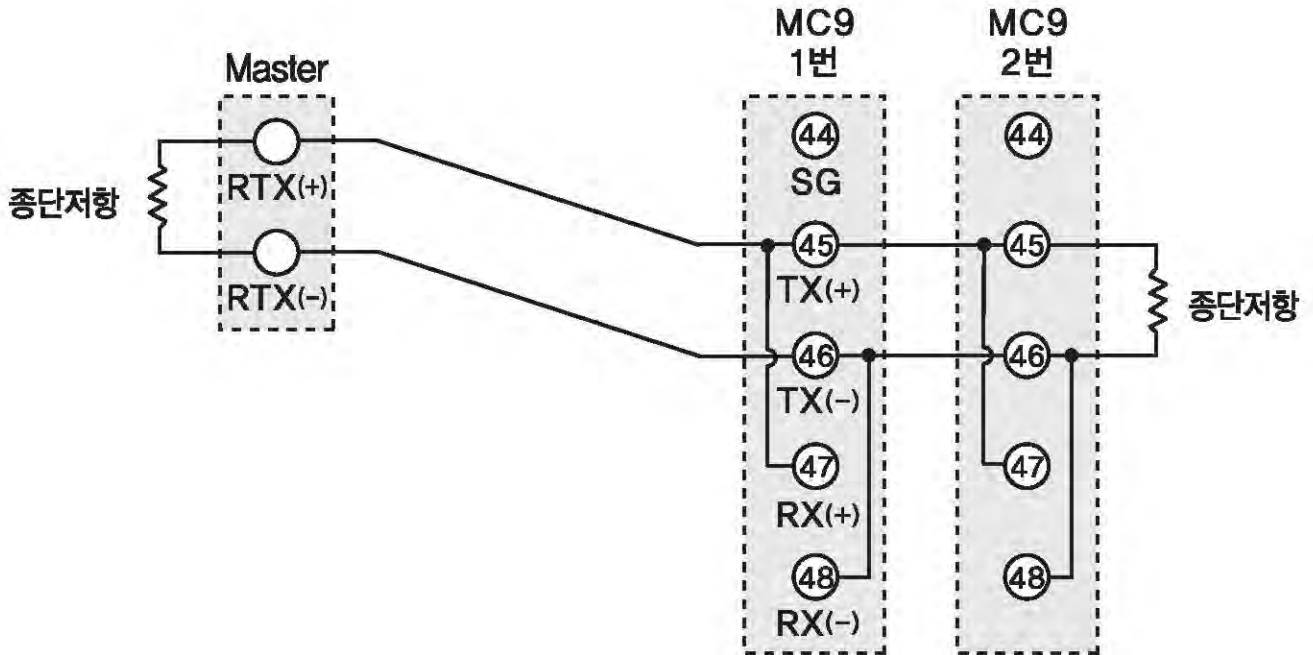 Master
RTX(+)
RTX(-)
종단저항
MC9
1번
44
SG
45
TX(+)
46
TX(-)
47
RX(+)
48
RX(-)
MC9
2번
44
45
46
47
48
종단저항